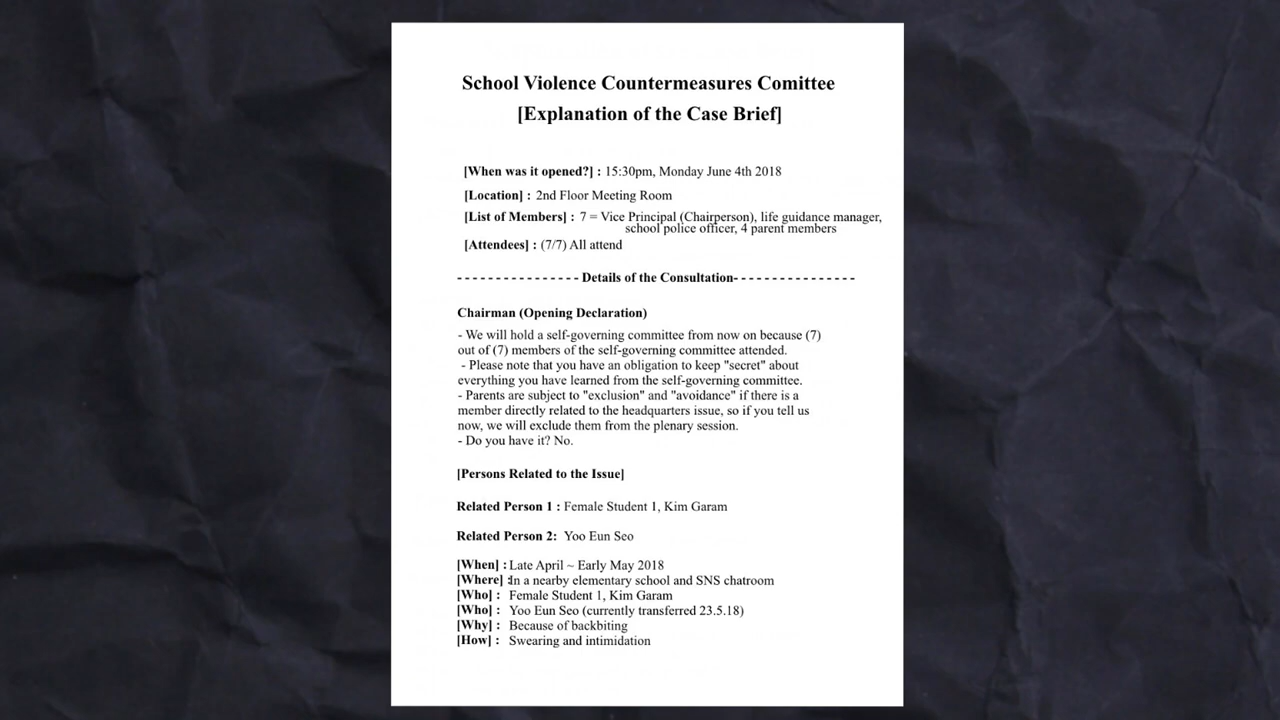 School Violence Countermeasures Comittee
[Explanation of the Case Brief]
[When was it opened?] : 15:30pm, Monday June 4th 2018
[Location] : 2nd Floor Meeting Room
[List of Members] : 7 = Vice Principal (Chairperson), life guidance manager,
school police officer, 4 parent members
[Attendees] : (7/7) All attend
- - - - - - - - - - - - - - - - Details of the Consultation- - - - - - - - - - - - - - - -
Chairman (Opening Declaration)
- We will hold a self-governing committee from now on because (7)
out of (7) members of the self-governing committee attended.
- Please note that you have an obligation to keep "secret" about
everything you have learned from the self-governing committee.
- Parents are subject to "exclusion" and "avoidance" if there is a
member directly related to the headquarters issue, so if you tell us
now, we will exclude them from the plenary session.
- Do you have it? No.
[Persons Related to the Issue]
Related Person 1 : Female Student 1, Kim Garam
Related Person 2: Yoo Eun Seo
[When] : Late April ~ Early May 2018
[Where] : In a nearby elementary school and SNS chatroom
[Who] : Female Student 1, Kim Garam
[Who] : Yoo Eun Seo (currently transferred 23.5.18)
[Why] : Because of backbiting
[How] : Swearing and intimidation